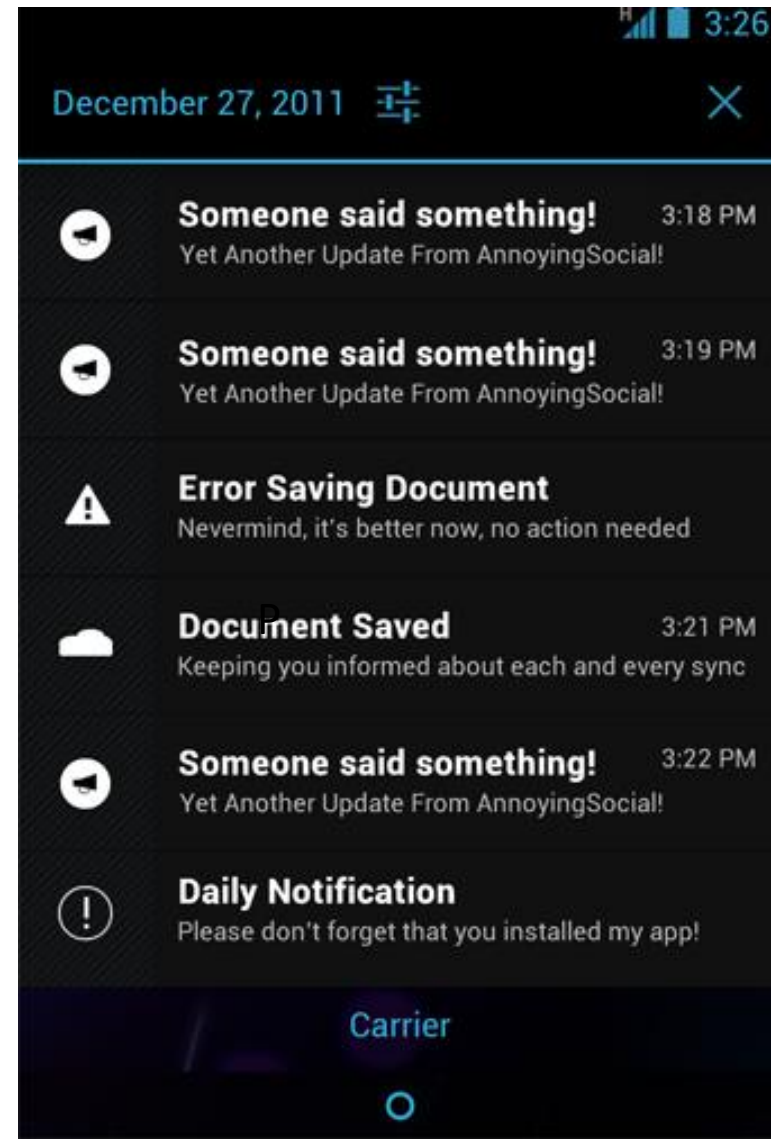 H
3:26
December 27, 2011
Someone said something! 3:18 PM
Yet Another Update From AnnoyingSocial!
Someone said something! 3:19 PM
Yet Another Update From AnnoyingSocial!
Error Saving Document
Nevermind, it's better now, no action needed
P
Document Saved 3:21 PM
Keeping you informed about each and every sync
Someone said something! 3:22 PM
Yet Another Update From AnnoyingSocial!
Daily Notification
Please don't forget that you installed my app!
Carrier